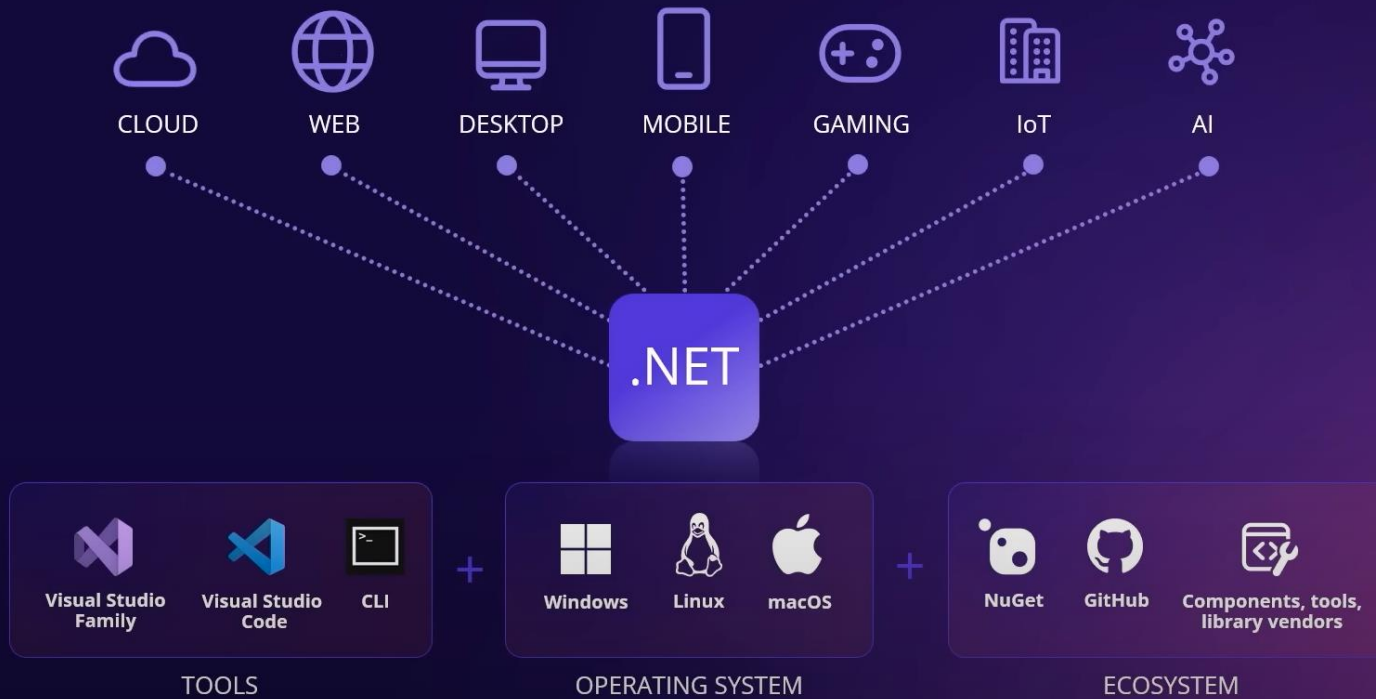 CLOUD
WEB
DESKTOP
MOBILE
GAMING
IoT
AI
.NET
Visual Studio
Family
Visual Studio
Code
CLI
Windows
Linux
macOS
NuGet
GitHub
Components, tools,
library vendors
TOOLS
OPERATING SYSTEM
ECOSYSTEM